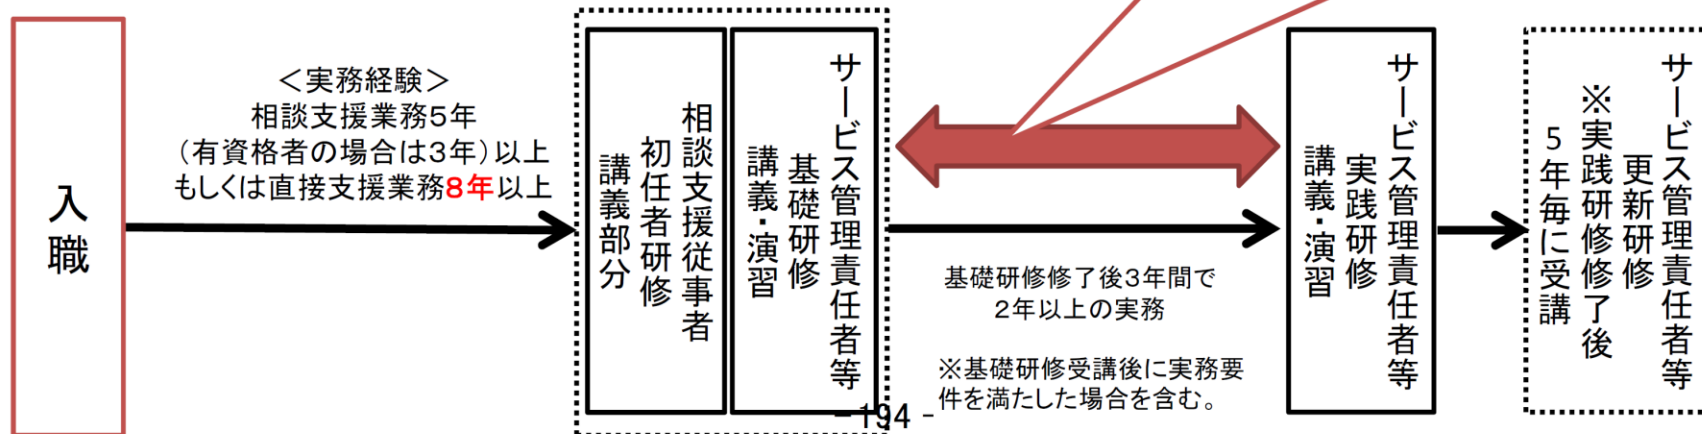 入職
＜実務経験＞
相談支援業務5年
（有資格者の場合は3年）以上
もしくは直接支援業務8年以上
相談支援従事者
初任者研修
講義部分
サービス管理責任者等
基礎研修
講義・演習
基礎研修修了後3年間で
2年以上の実務
※基礎研修受講後に実務要
件を満たした場合を含む。
サービス管理責任者等
実践研修
講義・演習
サービス管理責任者等
更新研修
※実践研修修了後
5年毎に受講
－194－